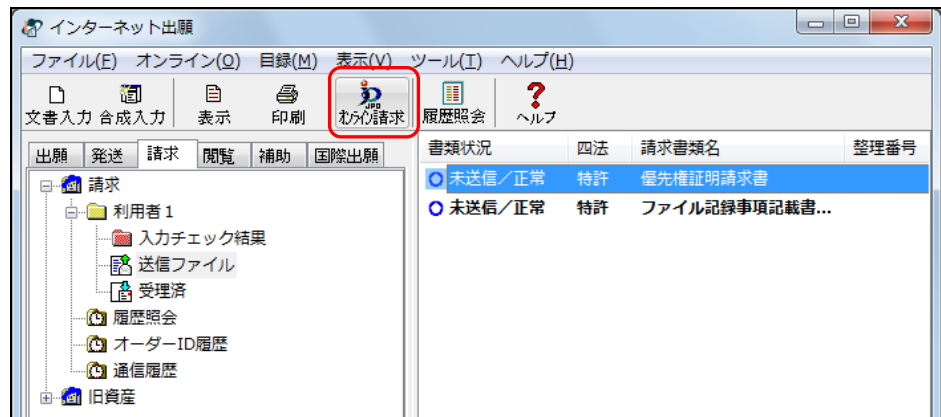 インターネット出願
ファイル(F) オンライン(O) 目録(M) 表示(V) ツール(T) ヘルプ(H)
文書入力 合成入力 表示 印刷 JPO オンライン請求 履歴照会 ヘルプ
出願 発送 請求 閲覧 補助 国際出願
書類状況 四法 請求書類名 整理番号
請求
未送信／正常 特許 優先権証明請求書
利用者1
未送信／正常 特許 ファイル記録事項記載書...
入力チェック結果
送信ファイル
受理済
履歴照会
オーダーID履歴
通信履歴
旧資産